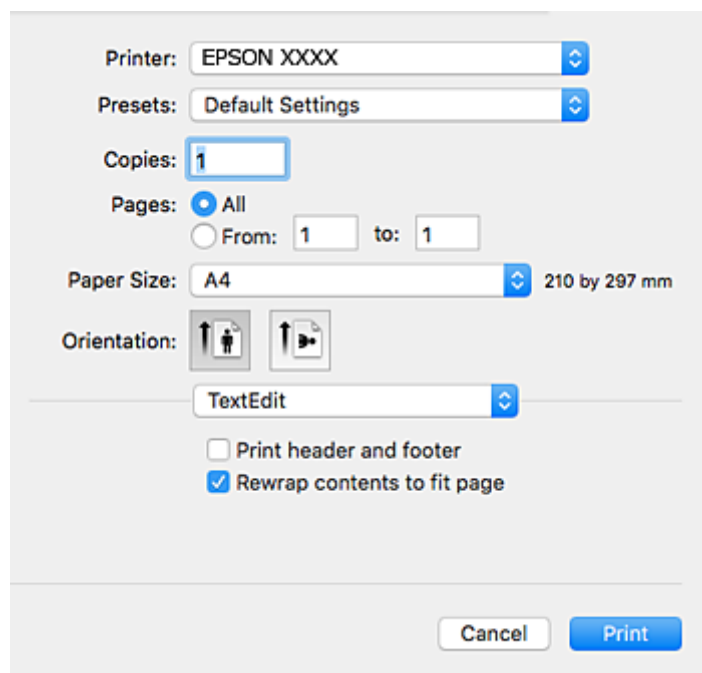 Printer: EPSON XXXX
Presets: Default Settings
Copies: 1
Pages: All
From: 1 to: 1
Paper Size: A4 210 by 297 mm
Orientation:
TextEdit
Print header and footer
Rewrap contents to fit page
Cancel Print